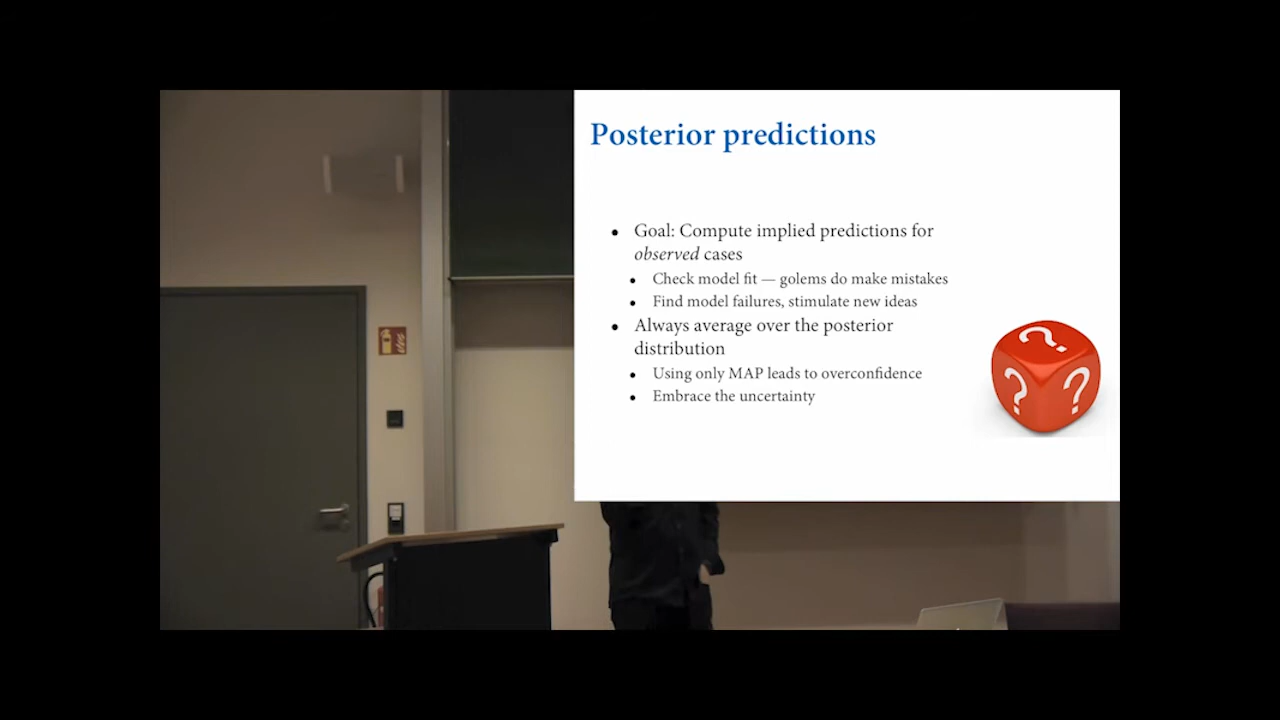 Posterior predictions
• Goal: Compute implied predictions for
observed cases
• Check model fit — golems do make mistakes
• Find model failures, stimulate new ideas
• Always average over the posterior
distribution
• Using only MAP leads to overconfidence
• Embrace the uncertainty
? ? ?